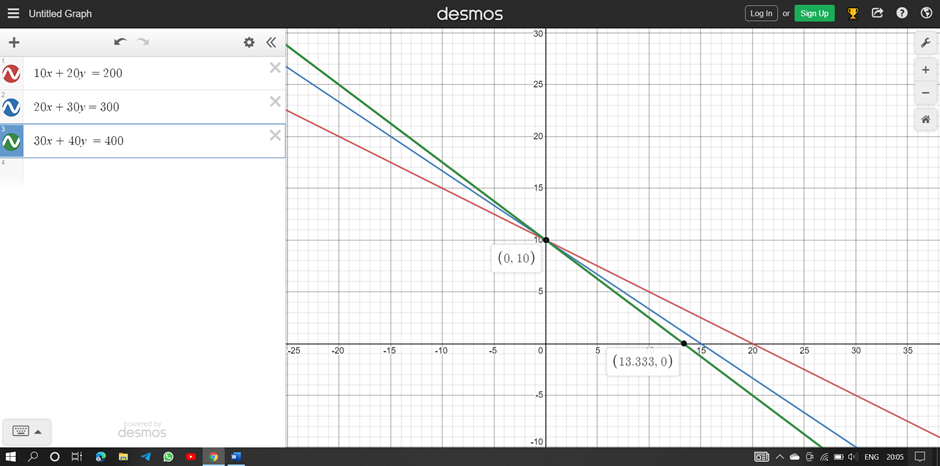 Untitled Graph
desmos
Log In or Sign Up
1
10x + 20y = 200
2
20x + 30y = 300
3
30x + 40y = 400
4
30
25
20
15
10
5
-5
-10
-25 -20 -15 -10 -5 0 5 10 15 20 25 30 35
(0, 10)
(13.333, 0)
powered by
desmos
ENG 20:05